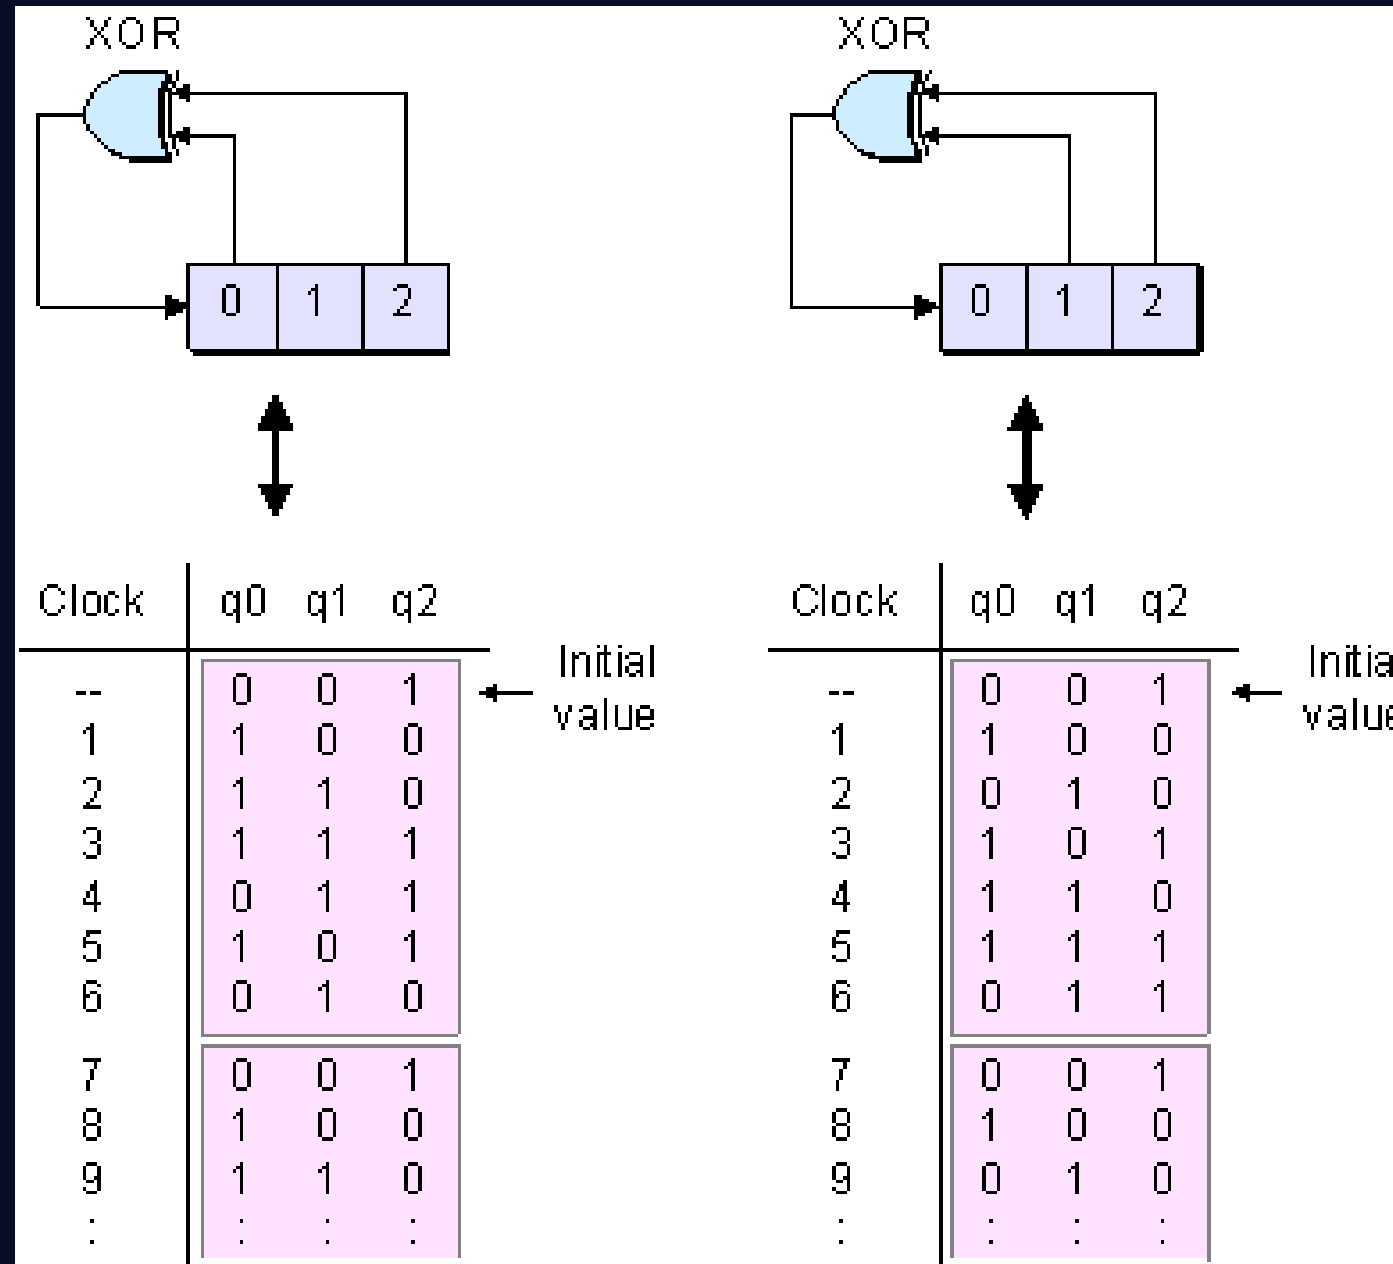 XOR XOR
0 1 2 0 1 2
Clock q0 q1 q2 Clock q0 q1 q2
Initial Initia
-- 0 0 1 -- 0 0 1
value value
1 1 0 0 1 1 0 0
2 1 1 0 2 0 1 0
3 1 1 1 3 1 0 1
4 0 1 1 4 1 1 0
5 1 0 1 5 1 1 1
6 0 1 0 6 0 1 1
7 0 0 1 7 0 0 1
8 1 0 0 8 1 0 0
9 1 1 0 9 0 1 0
: : : : : : : :